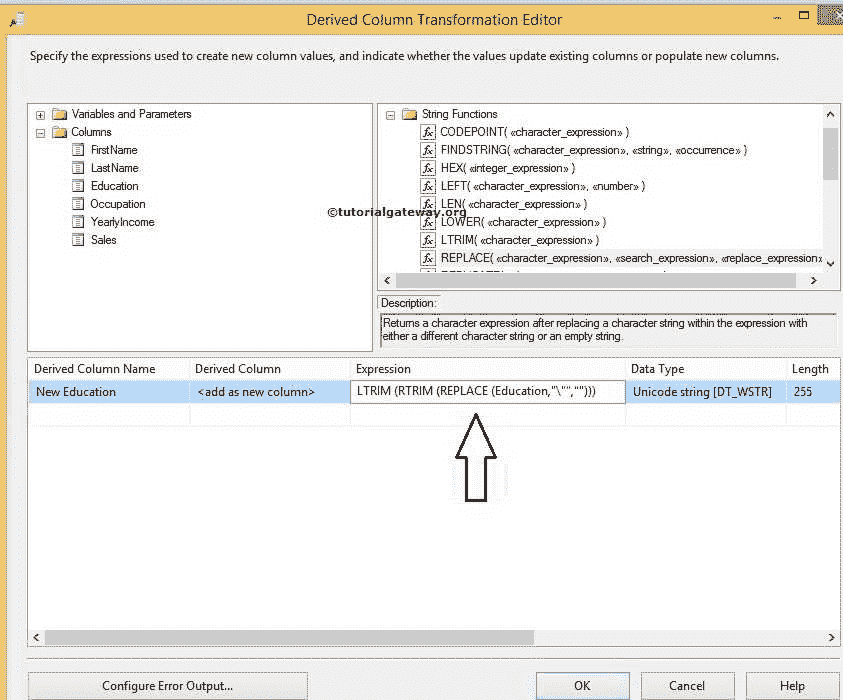 Derived Column Transformation Editor
Specify the expressions used to create new column values, and indicate whether the values update existing columns or populate new columns.
Variables and Parameters
Columns
FirstName
LastName
Education
Occupation
YearlyIncome
Sales
©tutorialgateway.org
String Functions
CODEPOINT( «character_expression» )
FINDSTRING( «character_expression», «string», «occurrence» )
HEX( «integer_expression» )
LEFT( «character_expression», «number» )
LEN( «character_expression» )
LOWER( «character_expression» )
LTRIM( «character_expression» )
REPLACE( «character_expression», «search_expression», «replace_expression»
Description:
Returns a character expression after replacing a character string within the expression with
either a different character string or an empty string.
Derived Column Name Derived Column Expression Data Type Length
New Education <add as new column> LTRIM (RTRIM (REPLACE (Education,"\"",""))) Unicode string [DT_WSTR] 255
Configure Error Output... OK Cancel Help